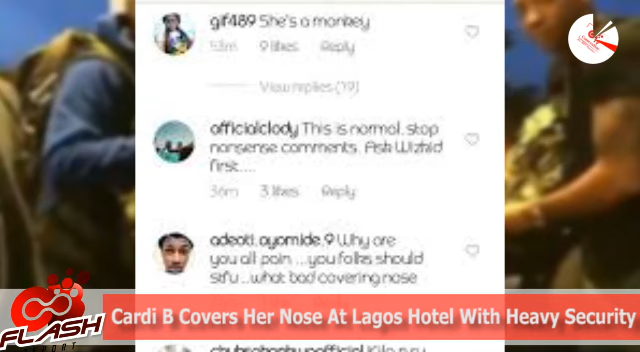 gif489 She's a monkey
53m 9 likes Reply
View replies (19)
officialclody This is normal, stop
nonsense comments. Ask Wizkid
first....
36m 3 likes Reply
adeoti.ayomide.9 Why are
you all pain ...you folks should
stfu...what bad covering nose
FLASH
Cardi B Covers Her Nose At Lagos Hotel With Heavy Security